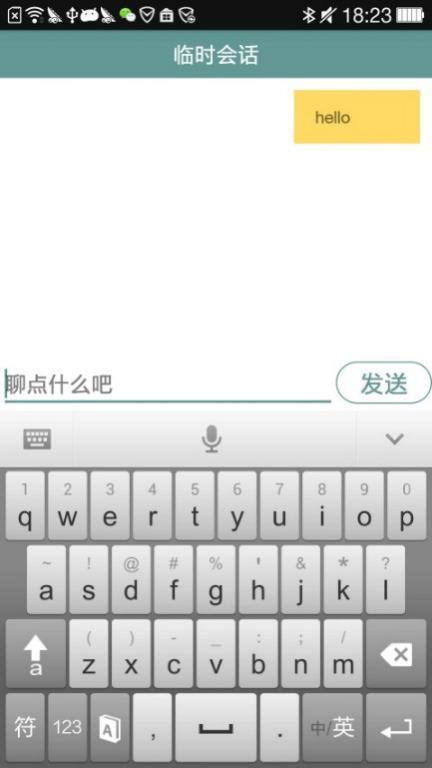 18:23
临时会话
hello
聊点什么吧
发送
1 2 3 4 5 6 7 8 9 0
q w e r t y u i o p
~ ! @ # % ' & * ?
a s d f g h j k l
( ) - _ : ; /
a z x c v b n m
符 123 A , . 中/英